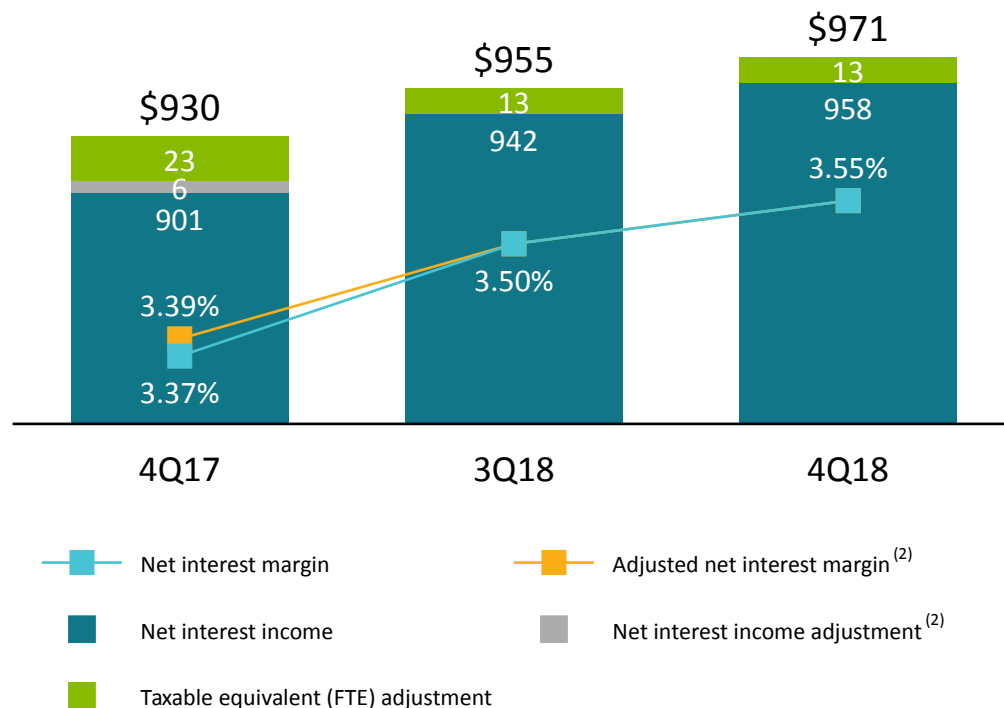 $930
$955
$971
23
6
901
13
942
13
958
3.39%
3.37%
3.50%
3.55%
4Q17
3Q18
4Q18
Net interest margin
Adjusted net interest margin (2)
Net interest income
Net interest income adjustment (2)
Taxable equivalent (FTE) adjustment